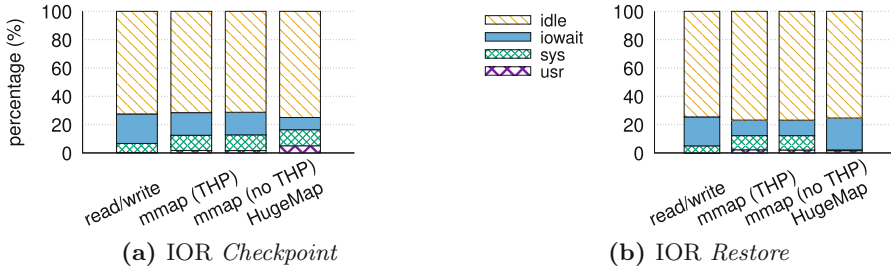 percentage (%)
100
80
60
40
20
0
read/write
mmap (THP)
mmap (no THP)
HugeMap
idle
iowait
sys
usr
100
80
60
40
20
0
read/write
mmap (THP)
mmap (no THP)
HugeMap
(a) IOR Checkpoint
(b) IOR Restore